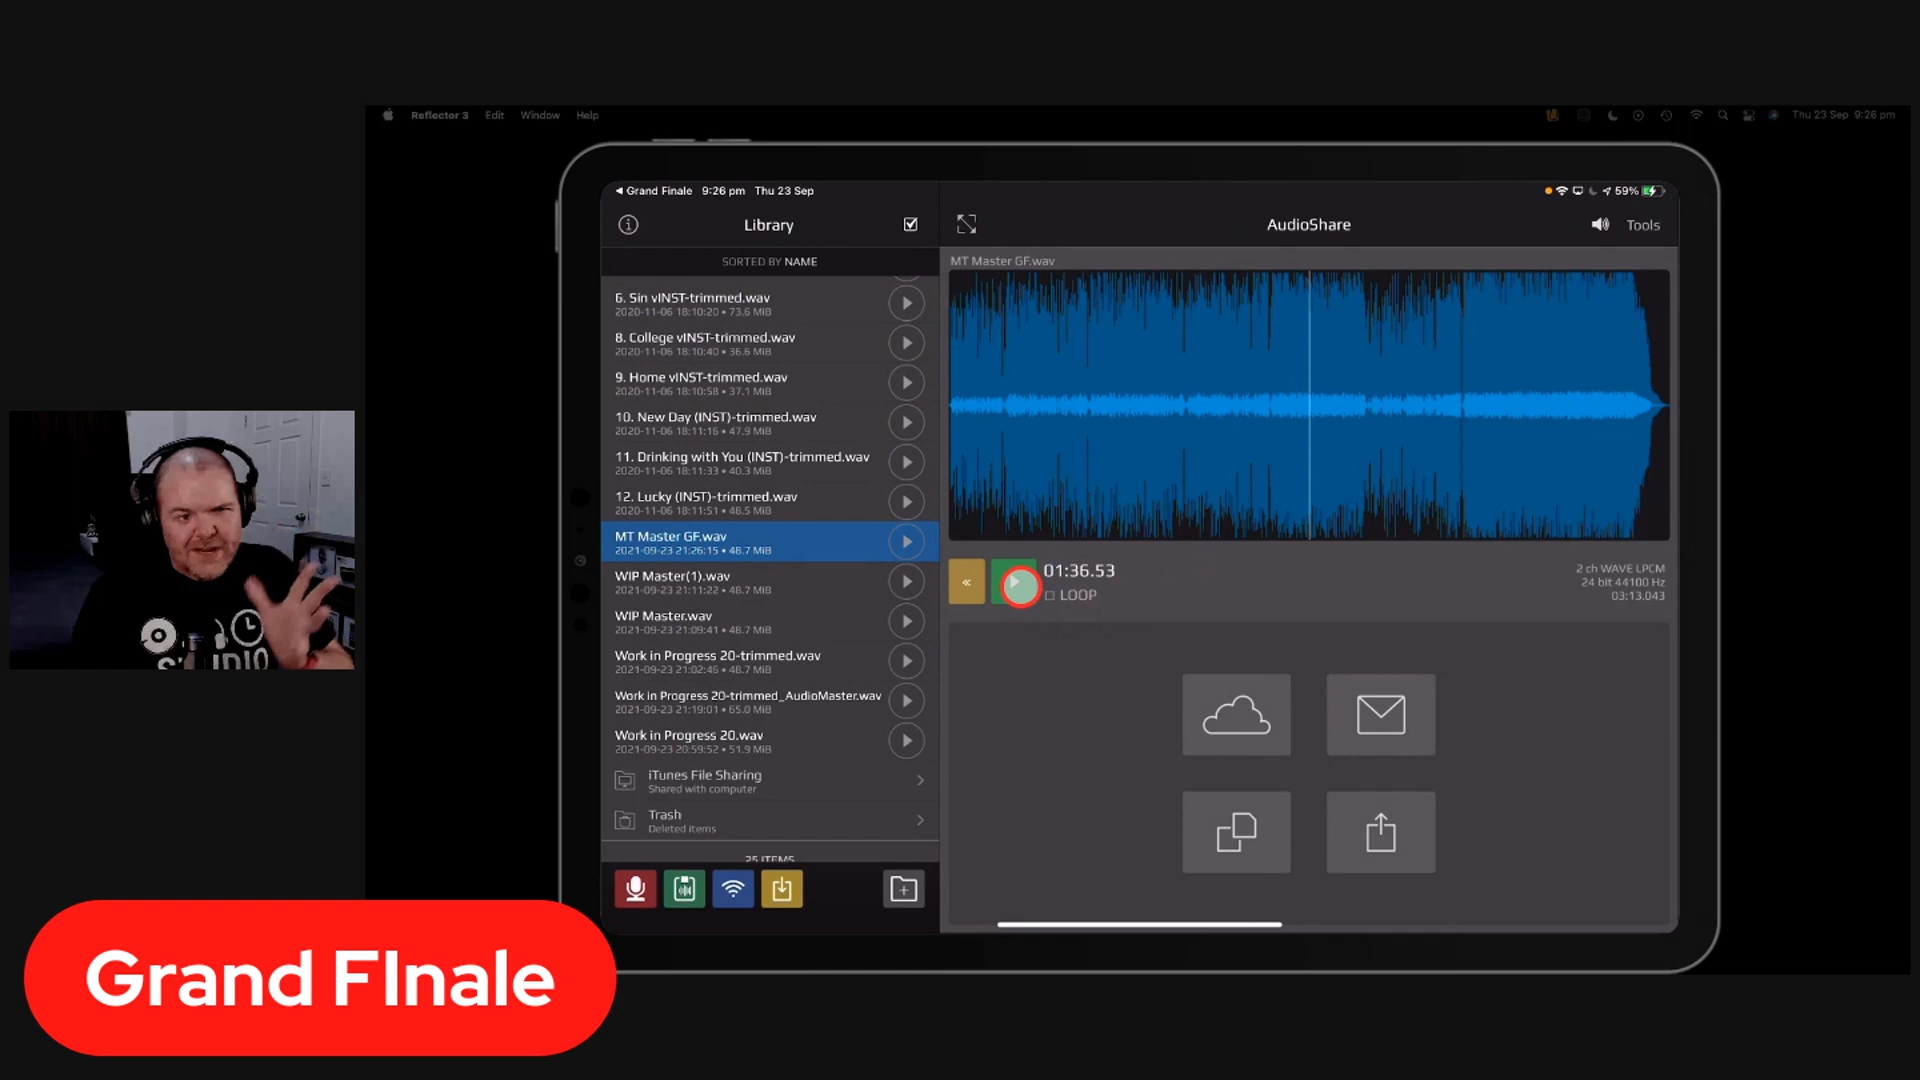 Reflector 3 Edit Window Help
Thu 23 Sep 9:26 pm
Grand Finale 9:26 pm Thu 23 Sep
59%
Library
AudioShare
Tools
SORTED BY NAME
6. Sin vINST-trimmed.wav
2020-11-06 18:10:20 • 73.6 MiB
8. College vINST-trimmed.wav
2020-11-06 18:10:40 • 36.6 MiB
9. Home vINST-trimmed.wav
2020-11-06 18:10:58 • 37.1 MiB
10. New Day (INST)-trimmed.wav
2020-11-06 18:11:16 • 47.9 MiB
11. Drinking with You (INST)-trimmed.wav
2020-11-06 18:11:33 • 40.3 MiB
12. Lucky (INST)-trimmed.wav
2020-11-06 18:11:51 • 48.5 MiB
MT Master GF.wav
2021-09-23 21:26:15 • 48.7 MiB
WIP Master(1).wav
2021-09-23 21:11:22 • 48.7 MiB
WIP Master.wav
2021-09-23 21:09:41 • 48.7 MiB
Work in Progress 20-trimmed.wav
2021-09-23 21:02:46 • 48.7 MiB
Work in Progress 20-trimmed_AudioMaster.wav
2021-09-23 21:19:01 • 65.0 MiB
Work in Progress 20.wav
2021-09-23 20:59:52 • 51.9 MiB
iTunes File Sharing
Shared with computer
Trash
Deleted items
25 ITEMS
MT Master GF.wav
01:36.53
LOOP
2 ch WAVE LPCM
24 bit 44100 Hz
03:13.043
STUDIO
Grand FInale